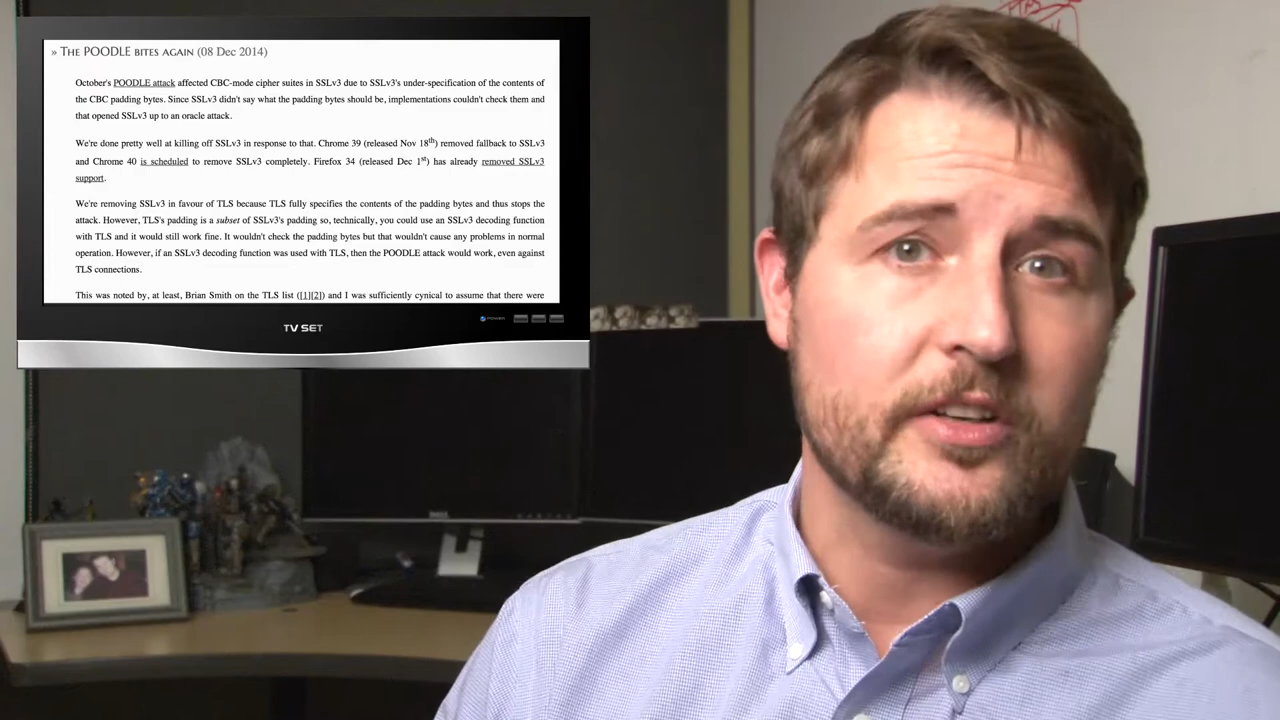 » The POODLE bites again (08 Dec 2014)
October's POODLE attack affected CBC-mode cipher suites in SSLv3 due to SSLv3's under-specification of the contents of
the CBC padding bytes. Since SSLv3 didn't say what the padding bytes should be, implementations couldn't check them and
that opened SSLv3 up to an oracle attack.
We're done pretty well at killing off SSLv3 in response to that. Chrome 39 (released Nov 18th) removed fallback to SSLv3
and Chrome 40 is scheduled to remove SSLv3 completely. Firefox 34 (released Dec 1st) has already removed SSLv3
support.
We're removing SSLv3 in favour of TLS because TLS fully specifies the contents of the padding bytes and thus stops the
attack. However, TLS's padding is a subset of SSLv3's padding so, technically, you could use an SSLv3 decoding function
with TLS and it would still work fine. It wouldn't check the padding bytes but that wouldn't cause any problems in normal
operation. However, if an SSLv3 decoding function was used with TLS, then the POODLE attack would work, even against
TLS connections.
This was noted by, at least, Brian Smith on the TLS list ([1][2]) and I was sufficiently cynical to assume that there were
POWER
TV SET
DELL